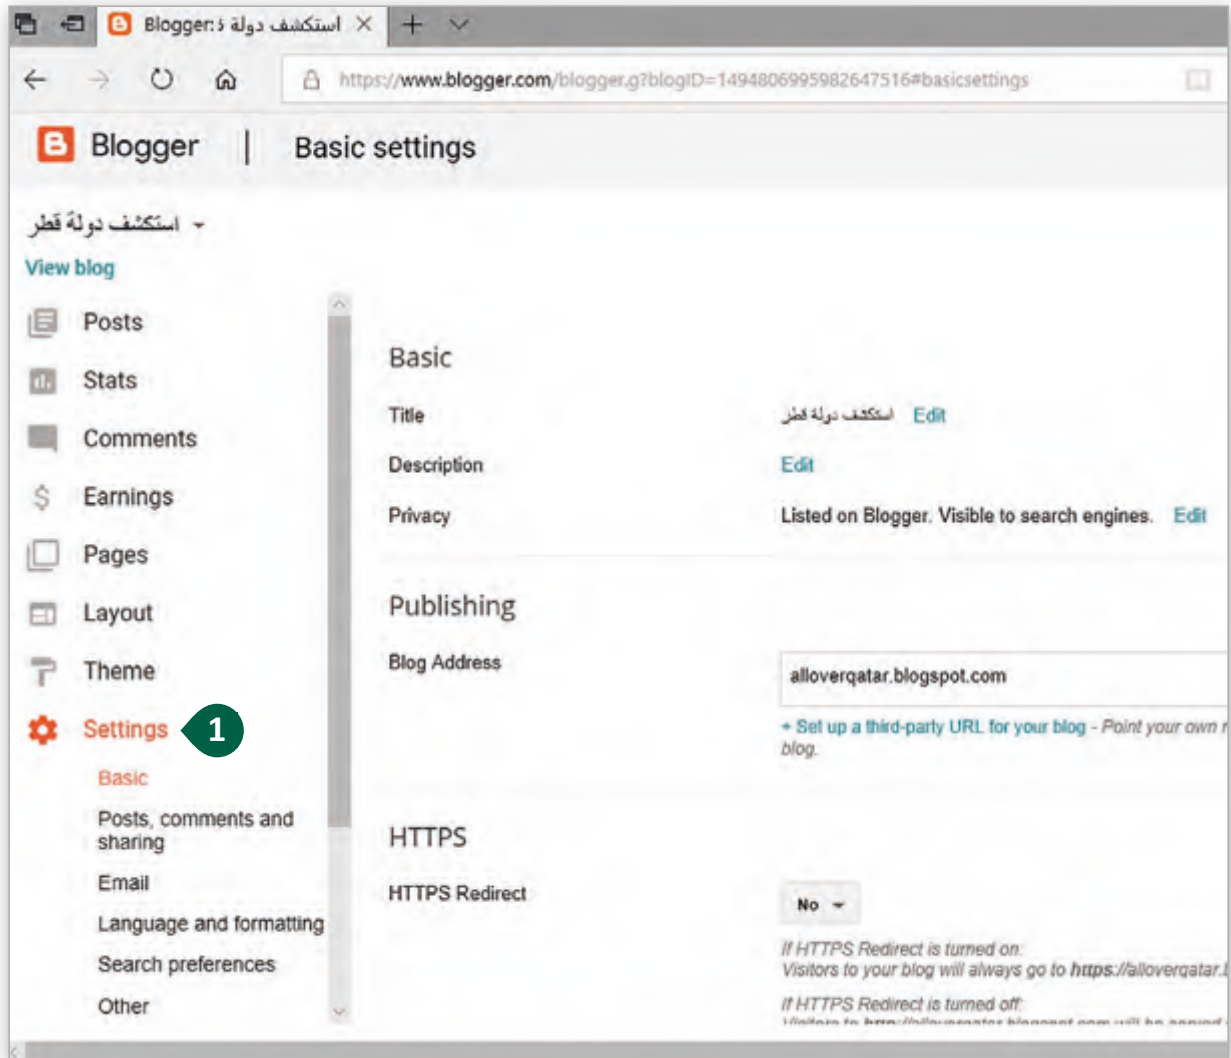 Blogger: استكشف دولة
https://www.blogger.com/blogger.g?blogID=1494806995982647516#basicsettings
Blogger | Basic settings
استكشف دولة قطر
View blog
Posts
Stats
Comments
Earnings
Pages
Layout
Theme
Settings 1
Basic
Posts, comments and
sharing
Email
Language and formatting
Search preferences
Other
Basic
Title استكشف دولة قطر Edit
Description Edit
Privacy Listed on Blogger. Visible to search engines. Edit
Publishing
Blog Address alloverqatar.blogspot.com
+ Set up a third-party URL for your blog - Point your own
blog.
HTTPS
HTTPS Redirect No
If HTTPS Redirect is turned on:
Visitors to your blog will always go to https://alloverqatar.
If HTTPS Redirect is turned off: